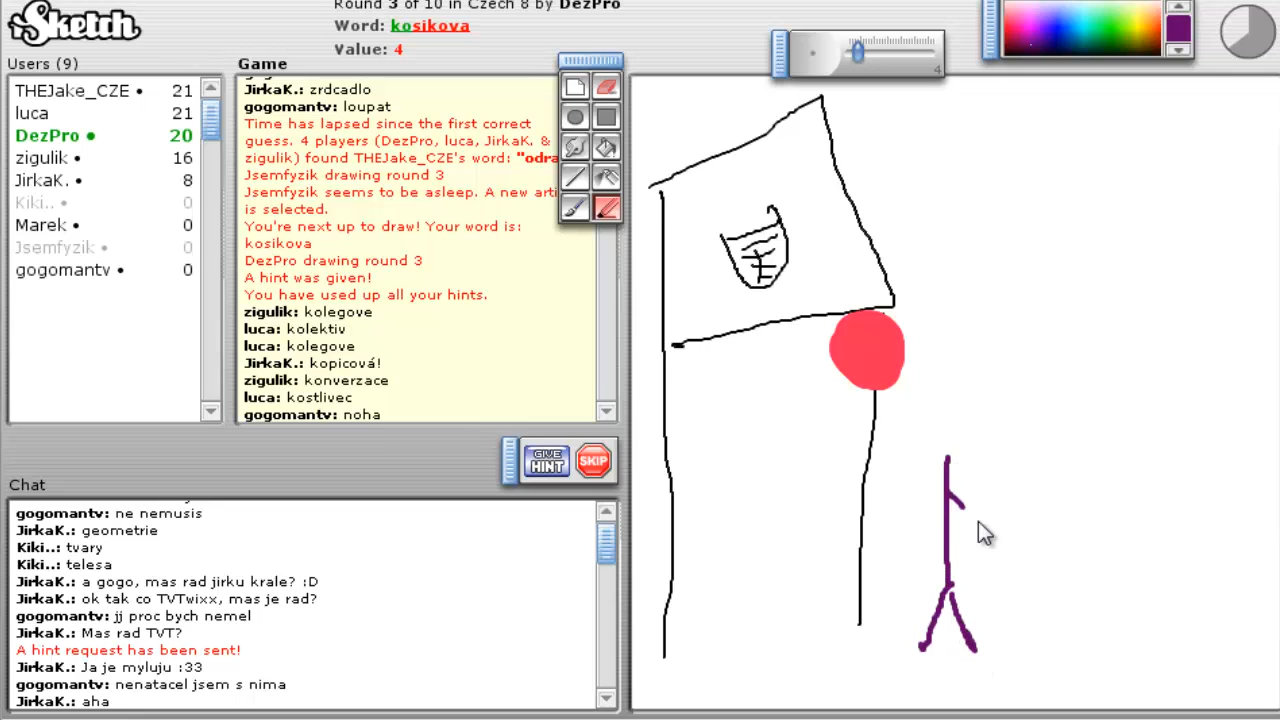 iSketch
Round 3 of 10 in Czech 8 by DezPro
Word: kosikova
Value: 4
Users (9)
THEJake_CZE • 21
luca 21
DezPro • 20
zigulik • 16
JirkaK. • 8
Kiki.. • 0
Marek • 0
Jsemfyzik • 0
gogomantv • 0
Game
JirkaK.: zrdcadlo
gogomantv: loupat
Time has lapsed since the first correct
guess. 4 players (DezPro, luca, JirkaK. &
zigulik) found THEJake_CZE's word: "odra
Jsemfyzik drawing round 3
Jsemfyzik seems to be asleep. A new arti
is selected.
You're next up to draw! Your word is:
kosikova
DezPro drawing round 3
A hint was given!
You have used up all your hints.
zigulik: kolegove
luca: kolektiv
luca: kolegove
JirkaK.: kopicová!
zigulik: konverzace
luca: kostlivec
gogomantv: noha
4
GIVE
HINT
SKIP
Chat
gogomantv: ne nemusis
JirkaK.: geometrie
Kiki..: tvary
Kiki..: telesa
JirkaK.: a gogo, mas rad jirku krale? :D
JirkaK.: ok tak co TVTwixx, mas je rad?
gogomantv: jj proc bych nemel
JirkaK.: Mas rad TVT?
A hint request has been sent!
JirkaK.: Ja je myluju :33
gogomantv: nenatacel jsem s nima
JirkaK.: aha